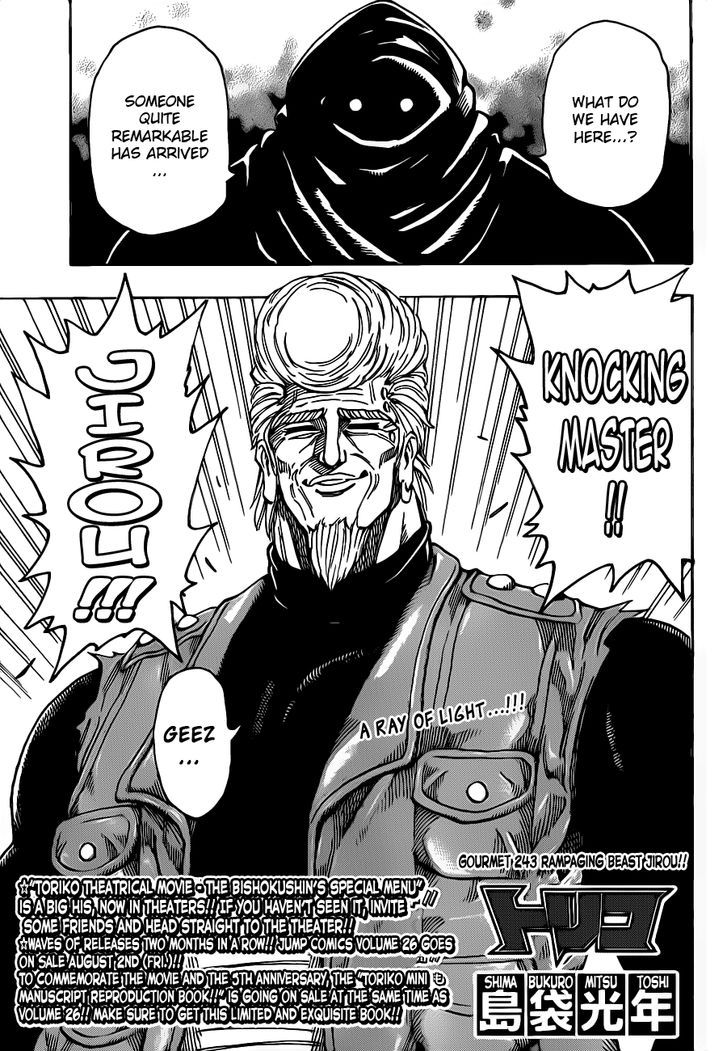 WHAT DO
WE HAVE
HERE...?
SOMEONE
QUITE
REMARKABLE
HAS ARRIVED
...
KNOCKING
MASTER
!!
JIROU!!!
GEEZ
...
A RAY OF LIGHT...!!!
GOURMET 243 RAMPAGING BEAST JIROU!!
トリコ
SHIMA BUKURO MITSU TOSHI
島袋光年
☆"TORIKO THEATRICAL MOVIE - THE BISHOKUSHIN'S SPECIAL MENU"
IS A BIG HIS, NOW IN THEATERS!! IF YOU HAVEN'T SEEN IT, INVITE
SOME FRIENDS AND HEAD STRAIGHT TO THE THEATER!!
☆WAVES OF RELEASES TWO MONTHS IN A ROW!! JUMP COMICS VOLUME 26 GOES
ON SALE AUGUST 2ND (FRI.)!!
TO COMMEMORATE THE MOVIE AND THE 5TH ANNIVERSARY, THE "TORIKO MINI
MANUSCRIPT REPRODUCTION BOOK!!" IS GOING ON SALE AT THE SAME TIME AS
VOLUME 26!! MAKE SURE TO GET THIS LIMITED AND EXQUISITE BOOK!!